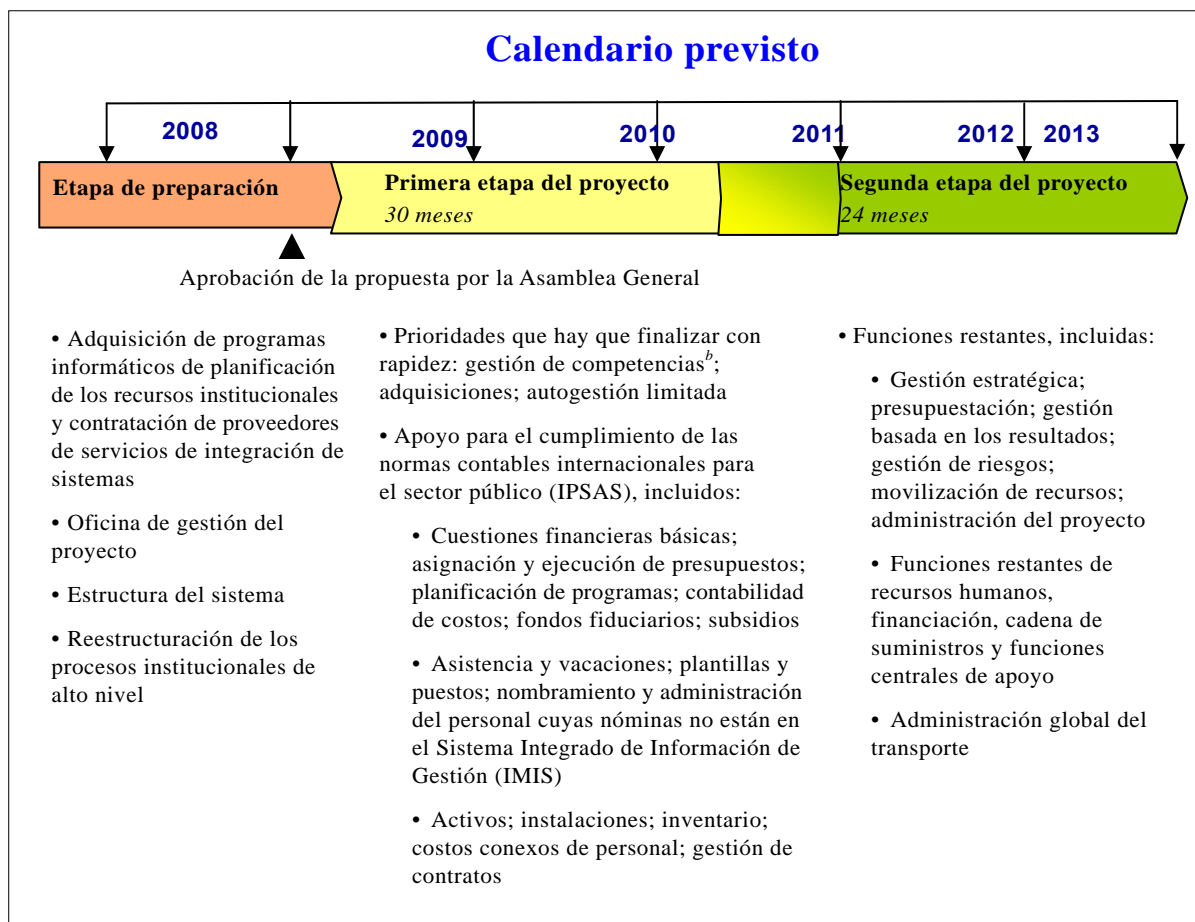 Calendario previsto
2008
2009
2010
2011
2012
2013
Etapa de preparación
Primera etapa del proyecto
30 meses
Segunda etapa del proyecto
24 meses
Aprobación de la propuesta por la Asamblea General
• Adquisición de programas
informáticos de planificación
de los recursos institucionales
y contratación de proveedores
de servicios de integración de
sistemas
• Oficina de gestión del
proyecto
• Estructura del sistema
• Reestructuración de los
procesos institucionales de
alto nivel
• Prioridades que hay que finalizar con
rapidez: gestión de competencias^b;
adquisiciones; autogestión limitada
• Apoyo para el cumplimiento de las
normas contables internacionales para
el sector público (IPSAS), incluidos:
• Cuestiones financieras básicas;
asignación y ejecución de presupuestos;
planificación de programas; contabilidad
de costos; fondos fiduciarios; subsidios
• Asistencia y vacaciones; plantillas y
puestos; nombramiento y administración
del personal cuyas nóminas no están en
el Sistema Integrado de Información de
Gestión (IMIS)
• Activos; instalaciones; inventario;
costos conexos de personal; gestión de
contratos
• Funciones restantes, incluidas:
• Gestión estratégica;
presupuestación; gestión
basada en los resultados;
gestión de riesgos;
movilización de recursos;
administración del proyecto
• Funciones restantes de
recursos humanos,
financiación, cadena de
suministros y funciones
centrales de apoyo
• Administración global del
transporte